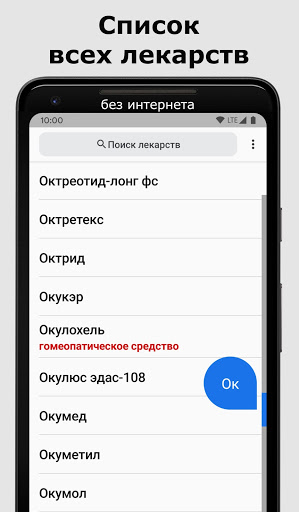 Список
всех лекарств
без интернета
10:00 LTE
Поиск лекарств
Октреотид-лонг фс
Октретекс
Октрид
Окукэр
Окулохель
гомеопатическое средство
Окулюс эдас-108
Ок
Окумед
Окуметил
Окумол